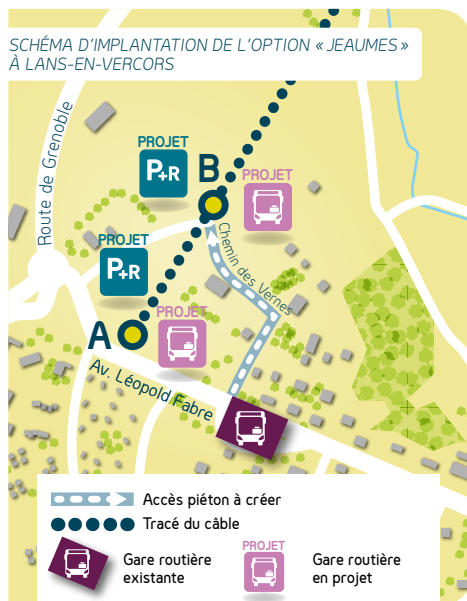 SCHÉMA D'IMPLANTATION DE L'OPTION « JEAUMES »
À LANS-EN-VERCORS
Route de Grenoble
PROJET
P+R
B
PROJET
PROJET
P+R
Chemin des Vernes
A
PROJET
Av. Léopold Fabre
Accès piéton à créer
Tracé du câble
Gare routière
existante
PROJET
Gare routière
en projet